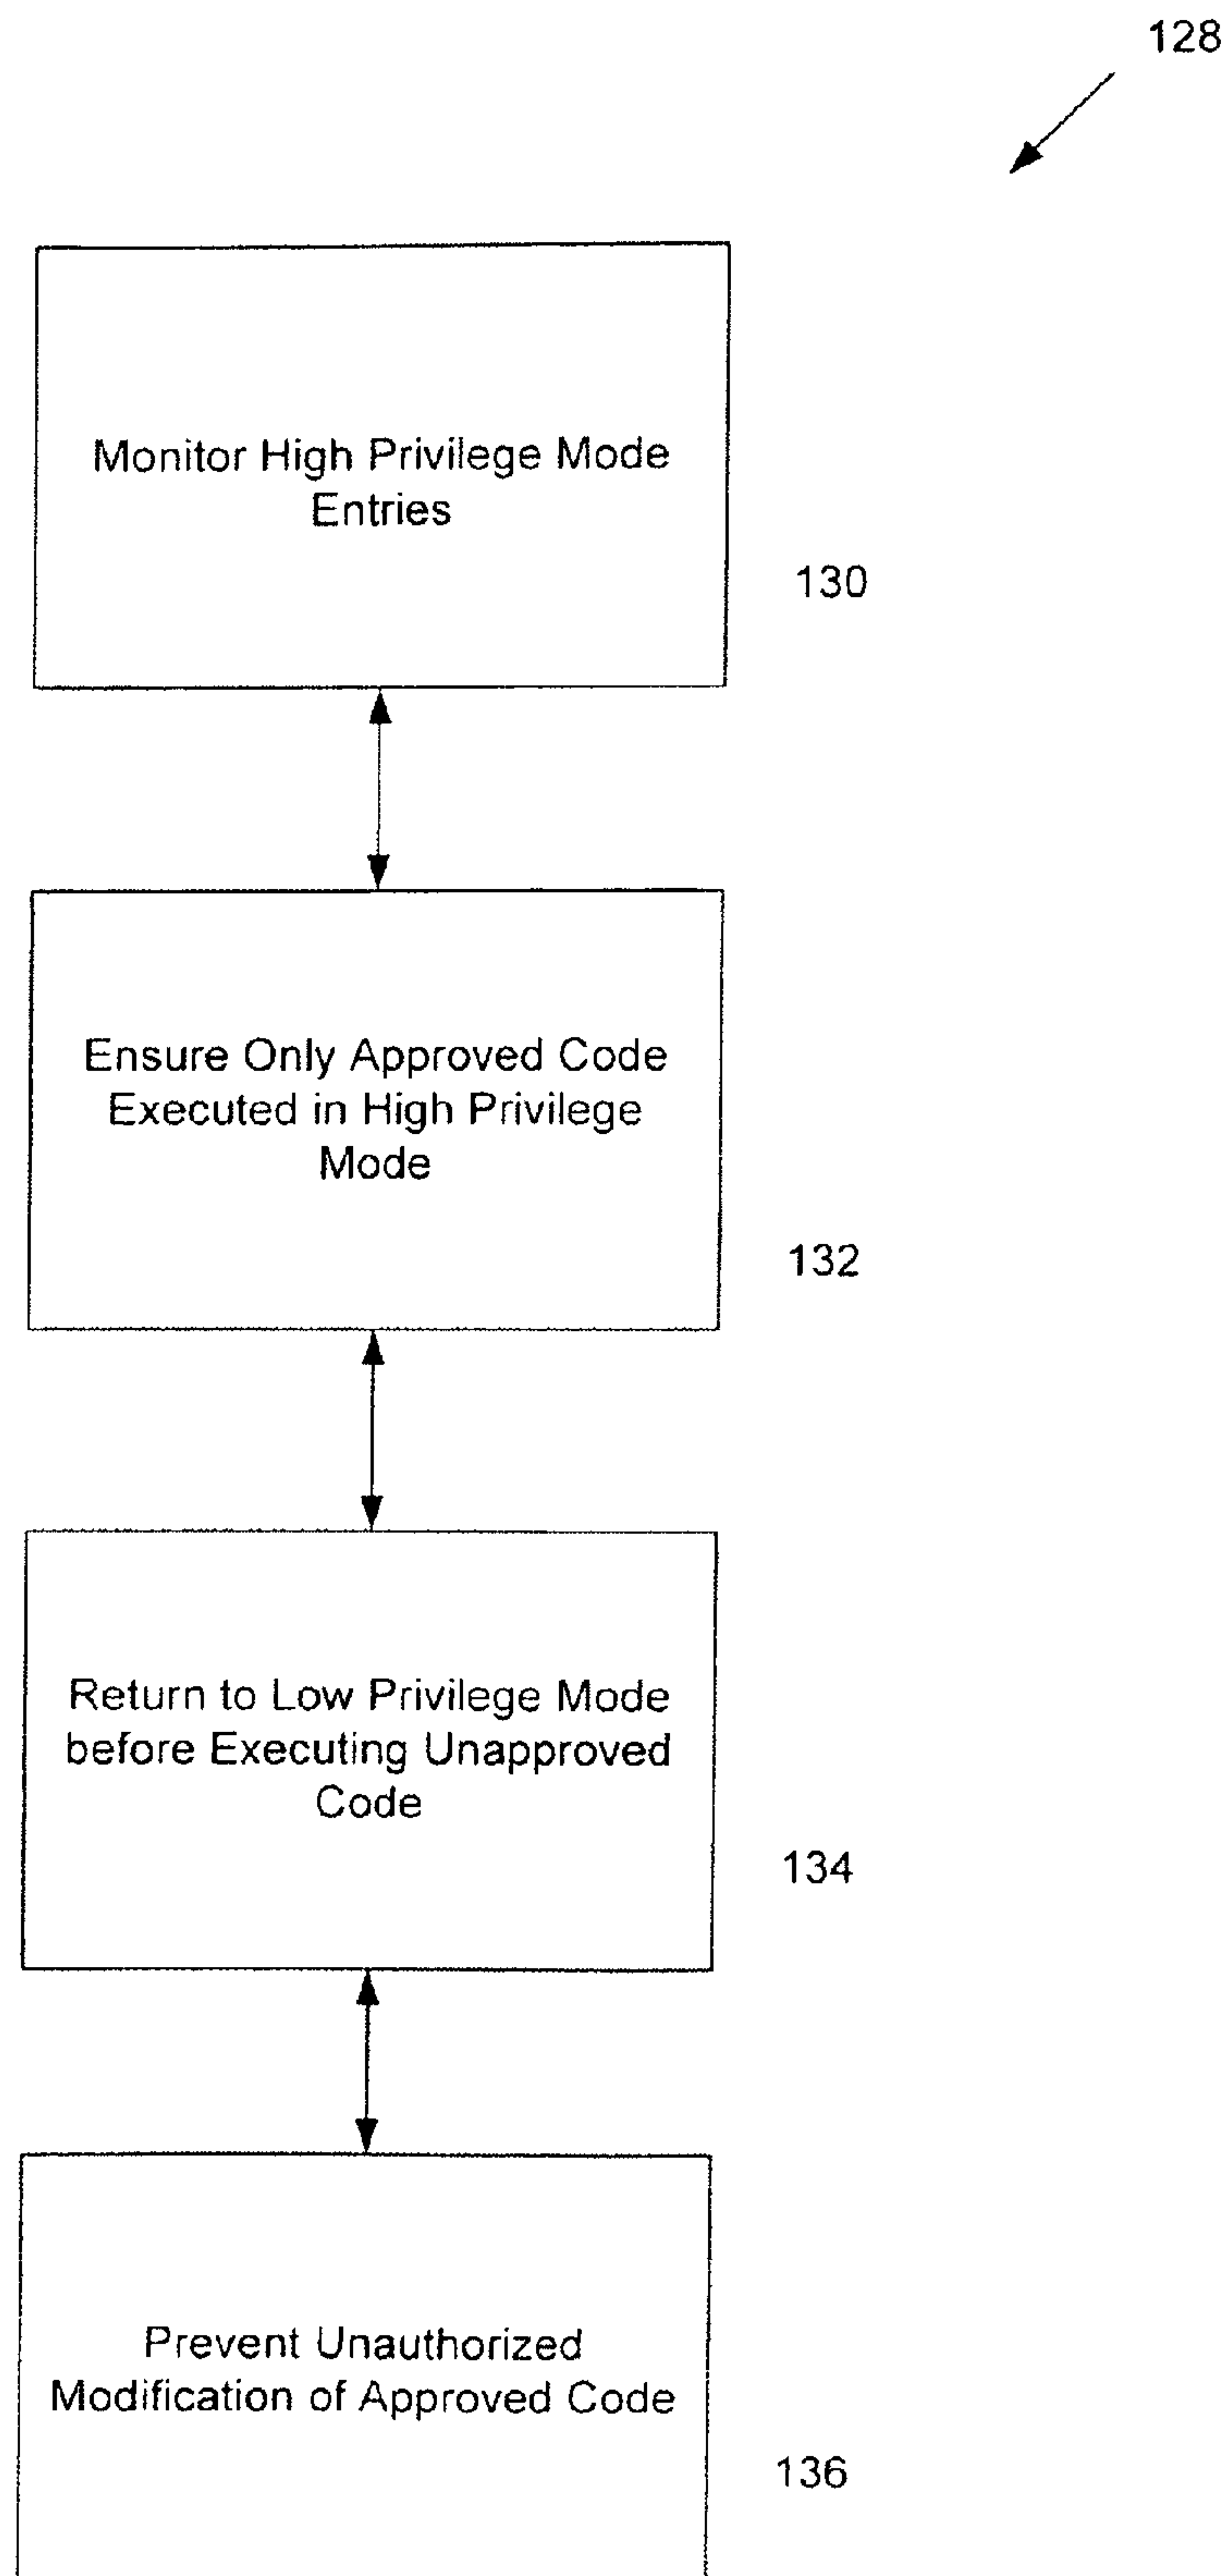 128
Monitor High Privilege Mode
Entries
130
Ensure Only Approved Code
Executed in High Privilege
Mode
132
Return to Low Privilege Mode
before Executing Unapproved
Code
134
Prevent Unauthorized
Modification of Approved Code
136